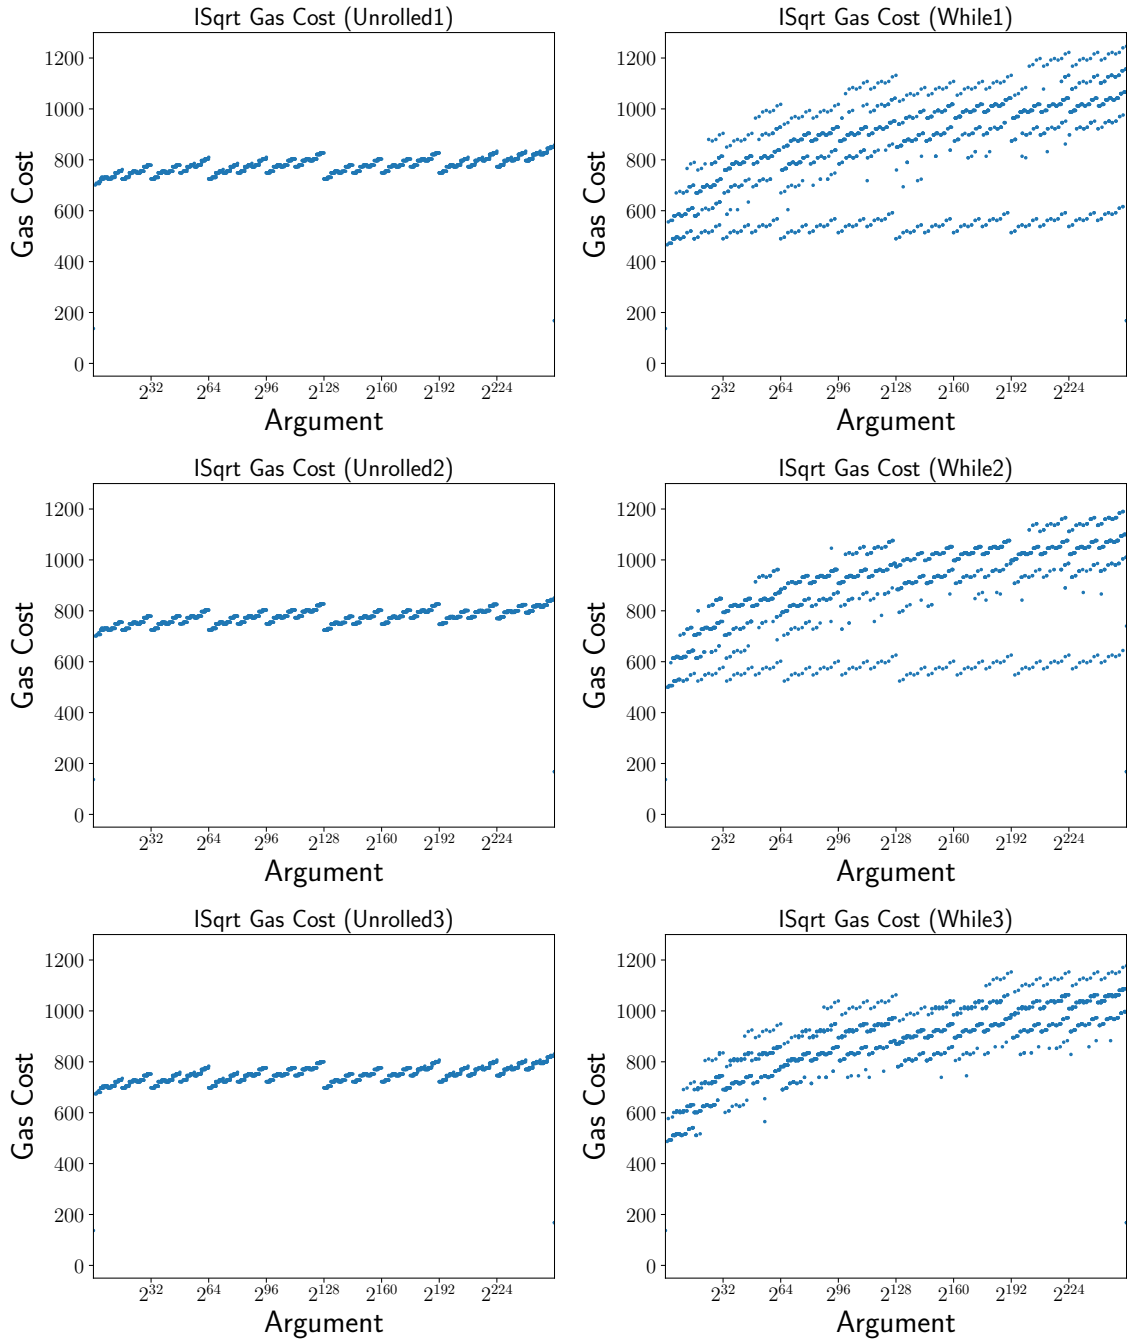 ISqrt Gas Cost (Unrolled1)
Gas Cost
1200
1000
800
600
400
200
0
2^32 2^64 2^96 2^128 2^160 2^192 2^224
Argument
ISqrt Gas Cost (While1)
Gas Cost
1200
1000
800
600
400
200
0
2^32 2^64 2^96 2^128 2^160 2^192 2^224
Argument
ISqrt Gas Cost (Unrolled2)
Gas Cost
1200
1000
800
600
400
200
0
2^32 2^64 2^96 2^128 2^160 2^192 2^224
Argument
ISqrt Gas Cost (While2)
Gas Cost
1200
1000
800
600
400
200
0
2^32 2^64 2^96 2^128 2^160 2^192 2^224
Argument
ISqrt Gas Cost (Unrolled3)
Gas Cost
1200
1000
800
600
400
200
0
2^32 2^64 2^96 2^128 2^160 2^192 2^224
Argument
ISqrt Gas Cost (While3)
Gas Cost
1200
1000
800
600
400
200
0
2^32 2^64 2^96 2^128 2^160 2^192 2^224
Argument